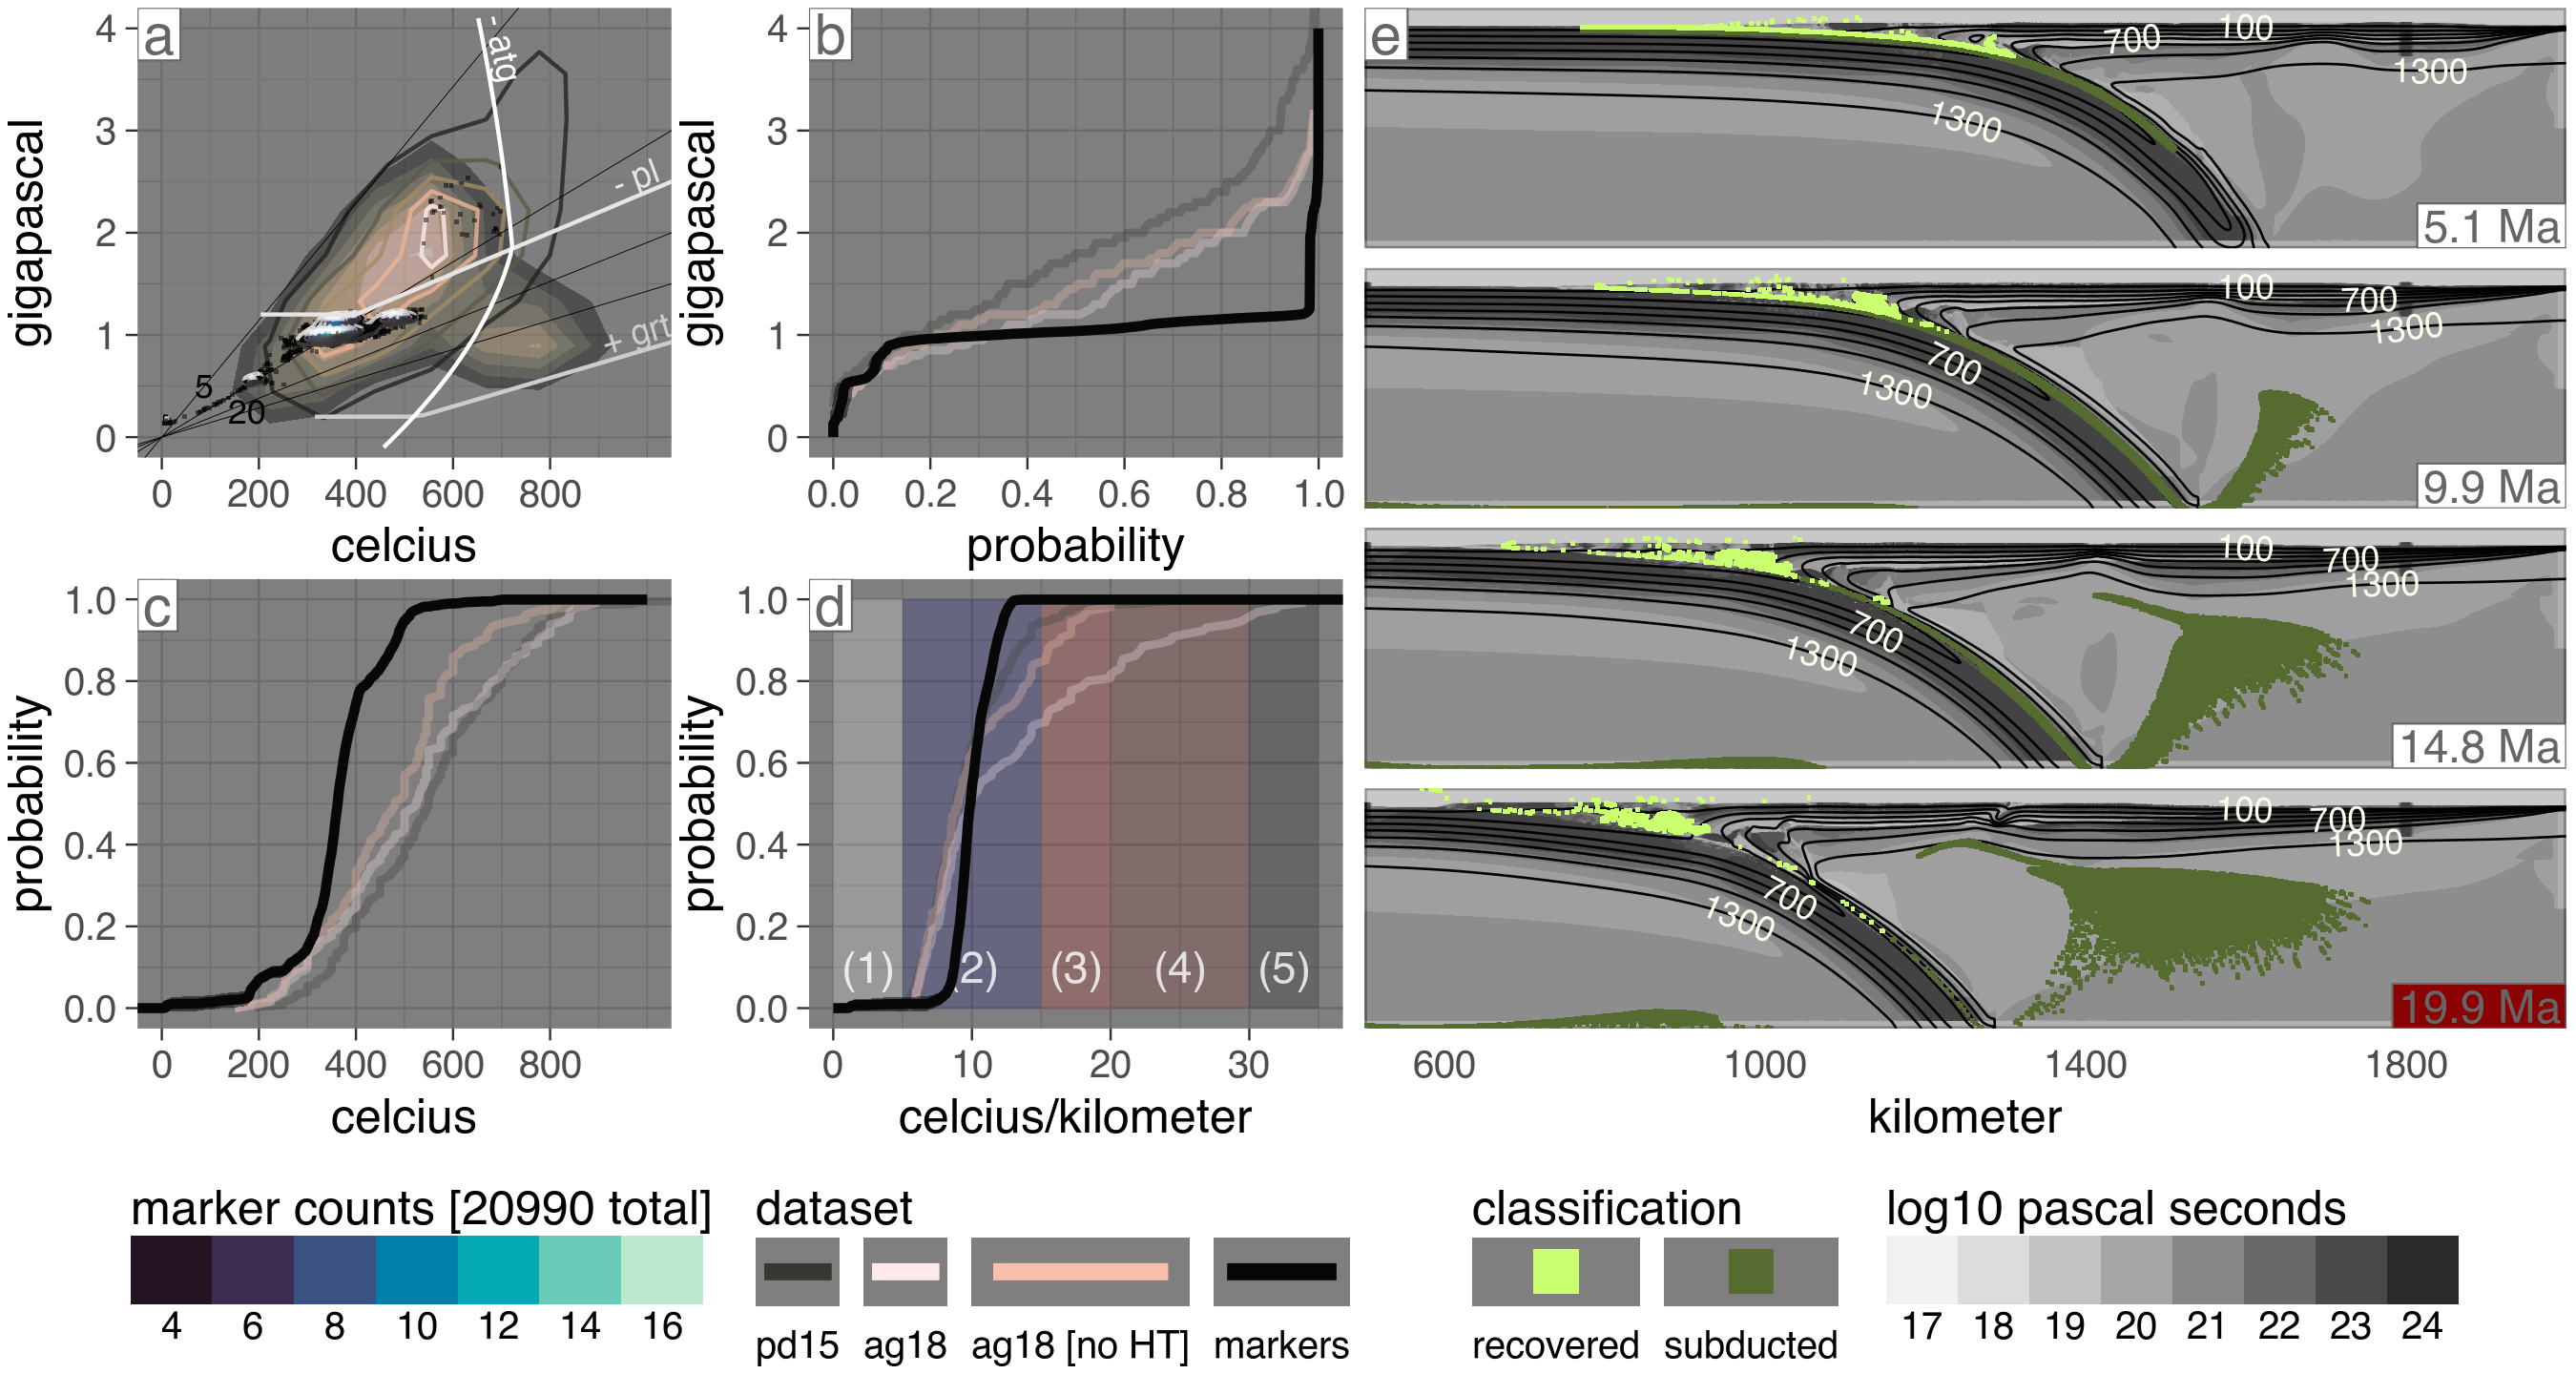 a
4
3
2
1
0
gigapascal
- atg
- pl
+ grt
5
20
0 200 400 600 800
celcius
b
4
3
2
1
0
gigapascal
0.0 0.2 0.4 0.6 0.8 1.0
probability
c
1.0
0.8
0.6
0.4
0.2
0.0
probability
0 200 400 600 800
celcius
d
1.0
0.8
0.6
0.4
0.2
0.0
probability
(1) (2) (3) (4) (5)
0 10 20 30
celcius/kilometer
e
700 100
1300
1300
5.1 Ma
100 700
1300
700
1300
9.9 Ma
100 700
1300
700
1300
14.8 Ma
100 700
1300
700
1300
19.9 Ma
600 1000 1400 1800
kilometer
marker counts [20990 total]
4 6 8 10 12 14 16
dataset
pd15 ag18 ag18 [no HT] markers
classification
recovered subducted
log10 pascal seconds
17 18 19 20 21 22 23 24